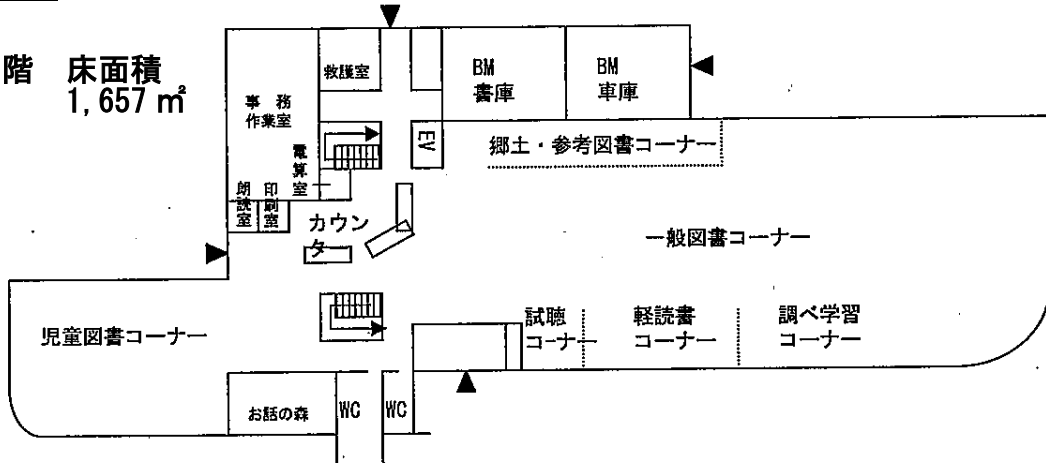 階　床面積
1,657 ㎡
救護室
BM
書庫
BM
車庫
事　務
作業室
EV
郷土・参考図書コーナー
電算室
朗読室
印刷室
カウン
ター
一般図書コーナー
児童図書コーナー
試聴
コーナー
軽読書
コーナー
調べ学習
コーナー
お話の森
WC
WC